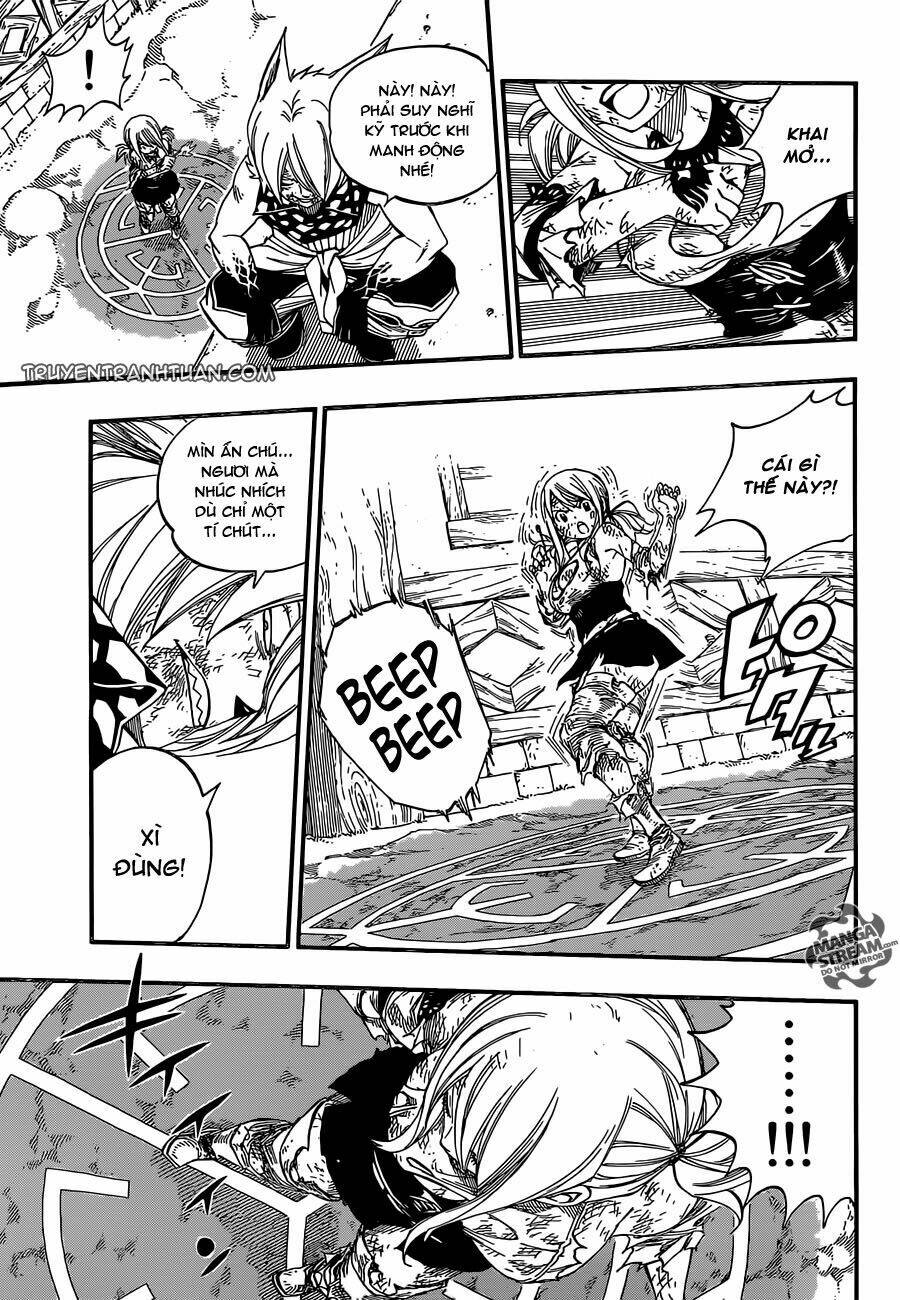 KHAI
MỞ...
NÀY! NÀY!
PHẢI SUY NGHĨ
KỸ TRƯỚC KHI
MANH ĐỘNG
NHÉ!
!
TRUYENTRANHTUAN.COM
CÁI GÌ
THẾ NÀY?!
BEEP
BEEP
MÌN ẤN CHÚ...
NGƯƠI MÀ
NHÚC NHÍCH
DÙ CHỈ MỘT
TÍ CHÚT...
XÌ
ĐÙNG!
MANGA
STREAM.com
DO NOT MIRROR!
......!!!